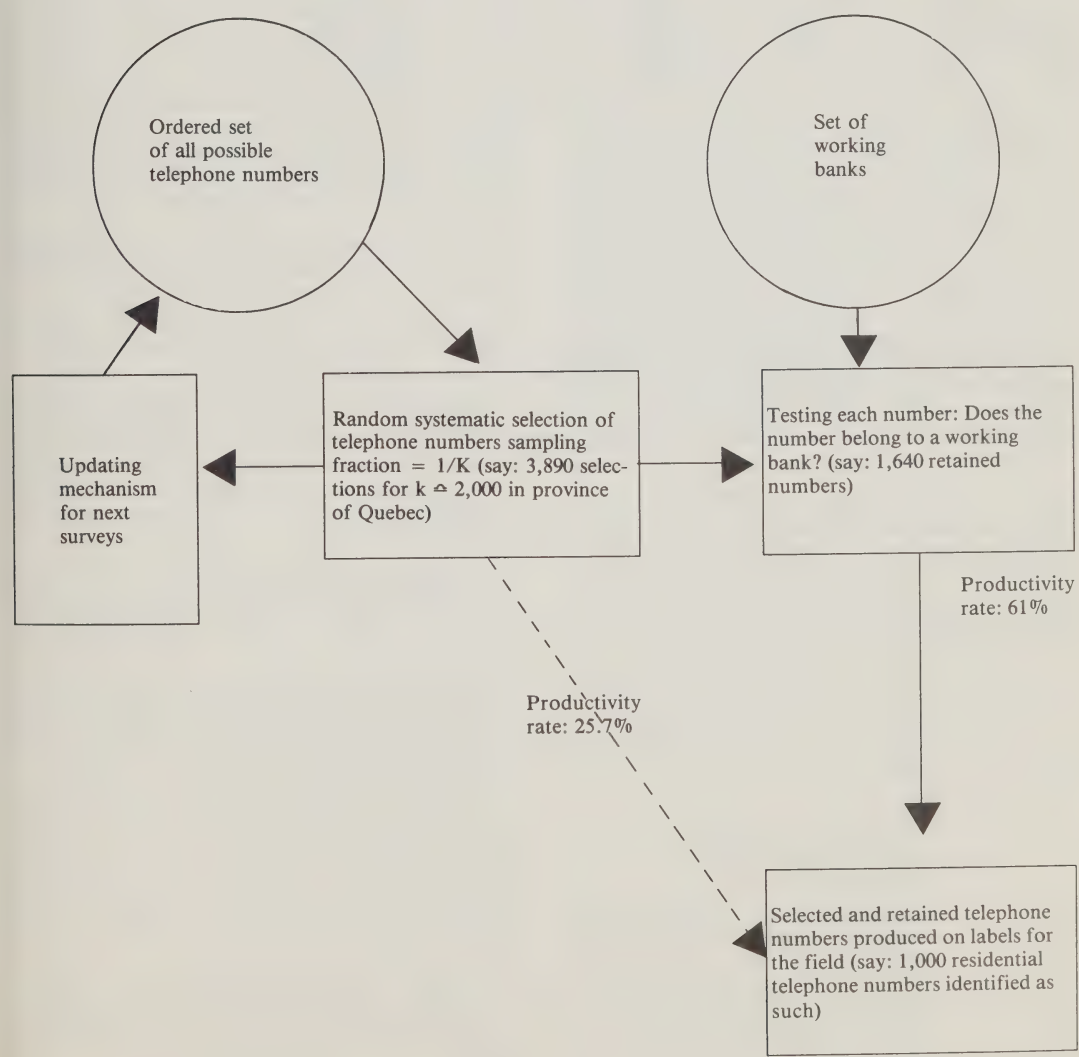 Ordered set
of all possible
telephone numbers
Set of
working
banks
Updating
mechanism
for next
surveys
Random systematic selection of
telephone numbers sampling
fraction = 1/K (say: 3,890 selec-
tions for k ≏ 2,000 in province
of Quebec)
Testing each number: Does the
number belong to a working
bank? (say: 1,640 retained
numbers)
Productivity
rate: 61%
Productivity
rate: 25.7%
Selected and retained telephone
numbers produced on labels for
the field (say: 1,000 residential
telephone numbers identified as
such)